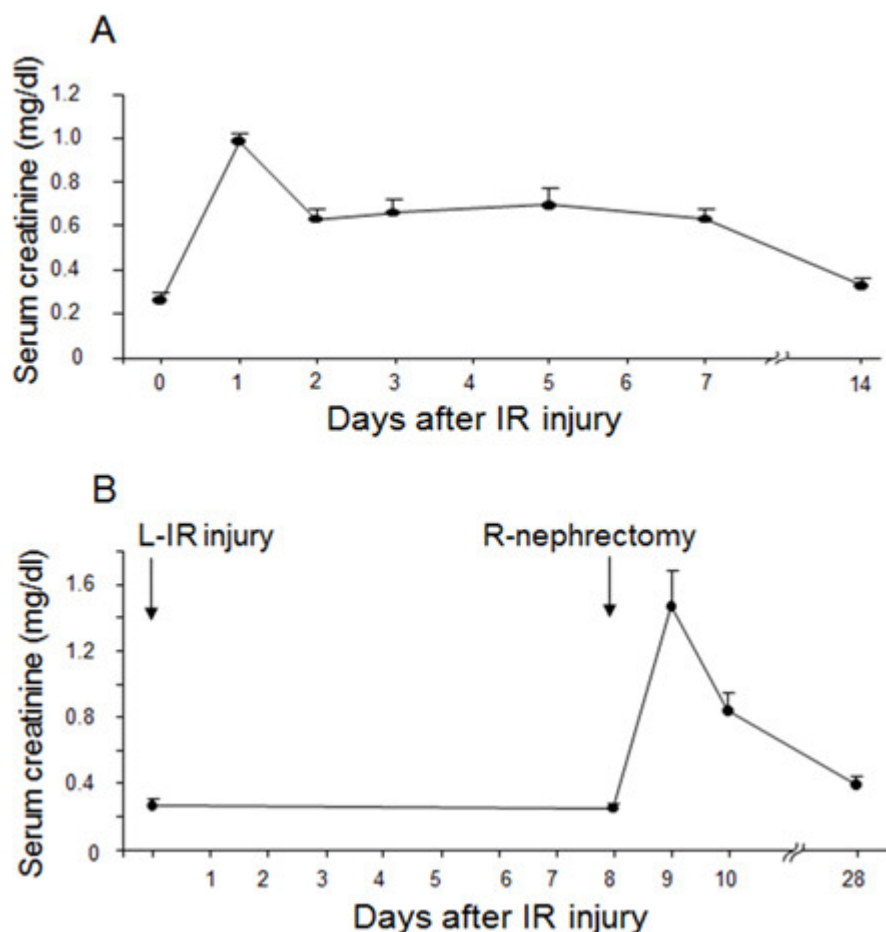 A
Serum creatinine (mg/dl)
1.2
1.0
0.8
0.6
0.4
0.2
0
0 1 2 3 4 5 6 7 14
Days after IR injury
B
L-IR injury R-nephrectomy
Serum creatinine (mg/dl)
1.6
1.2
0.8
0.4
0
1 2 3 4 5 6 7 8 9 10 28
Days after IR injury